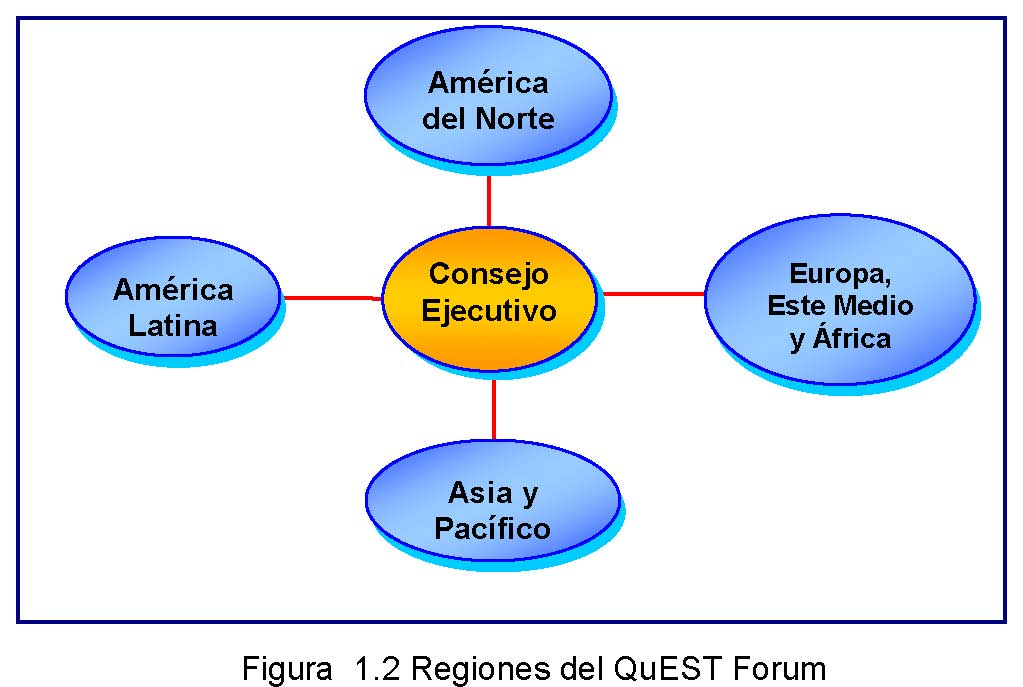 América
del Norte
América
Latina
Consejo
Ejecutivo
Europa,
Este Medio
y África
Asia y
Pacífico
Figura 1.2 Regiones del QuEST Forum